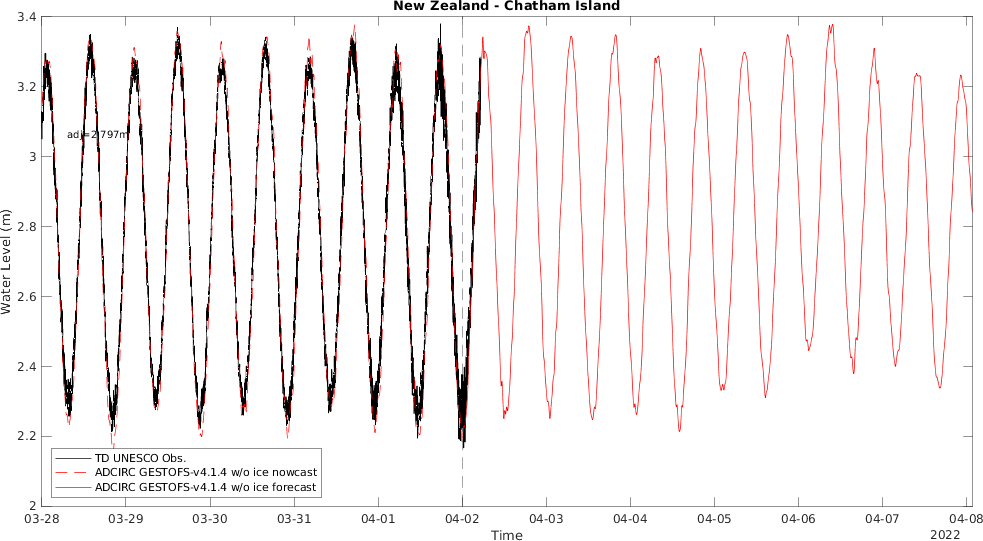 New Zealand - Chatham Island
3.4
3.2
3
2.8
2.6
2.4
2.2
2
Water Level (m)
adj=2.797m
TD UNESCO Obs.
ADCIRC GESTOFS-v4.1.4 w/o ice nowcast
ADCIRC GESTOFS-v4.1.4 w/o ice forecast
03-28 03-29 03-30 03-31 04-01 04-02 04-03 04-04 04-05 04-06 04-07 04-08
Time
2022